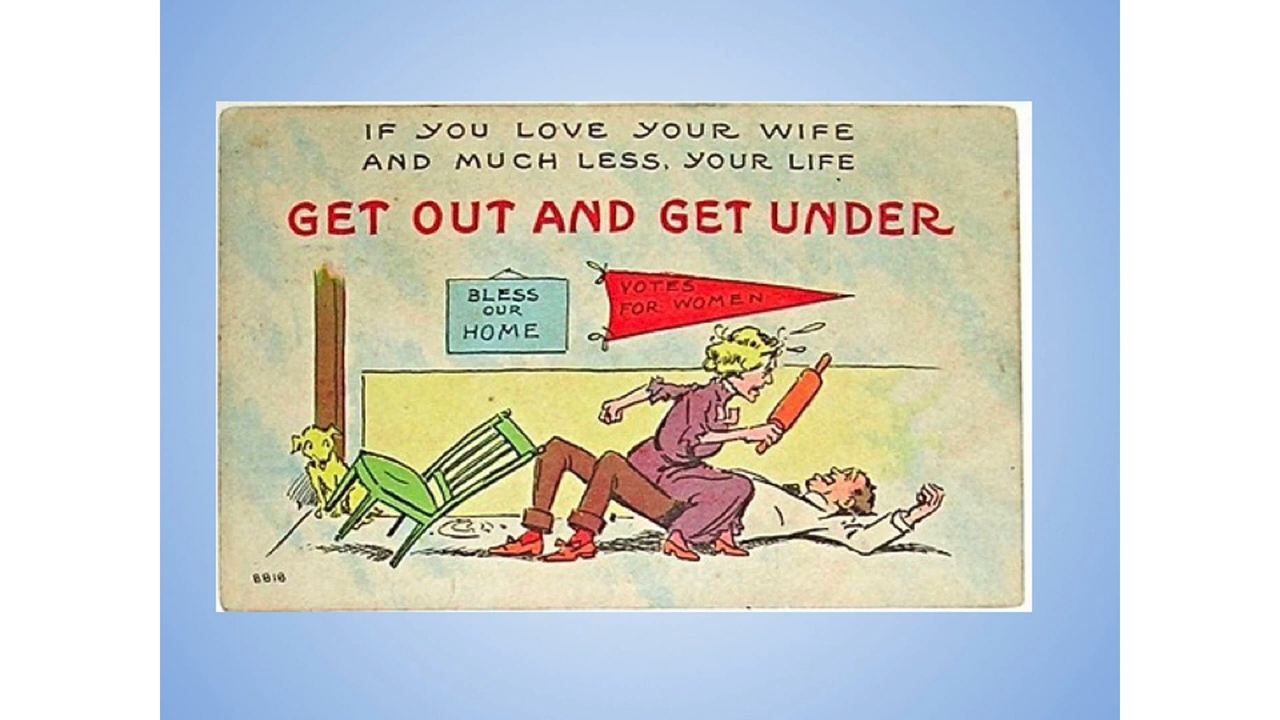 IF YOU LOVE YOUR WIFE
AND MUCH LESS, YOUR LIFE
GET OUT AND GET UNDER
BLESS
OUR
HOME
VOTES
FOR WOMEN
8818